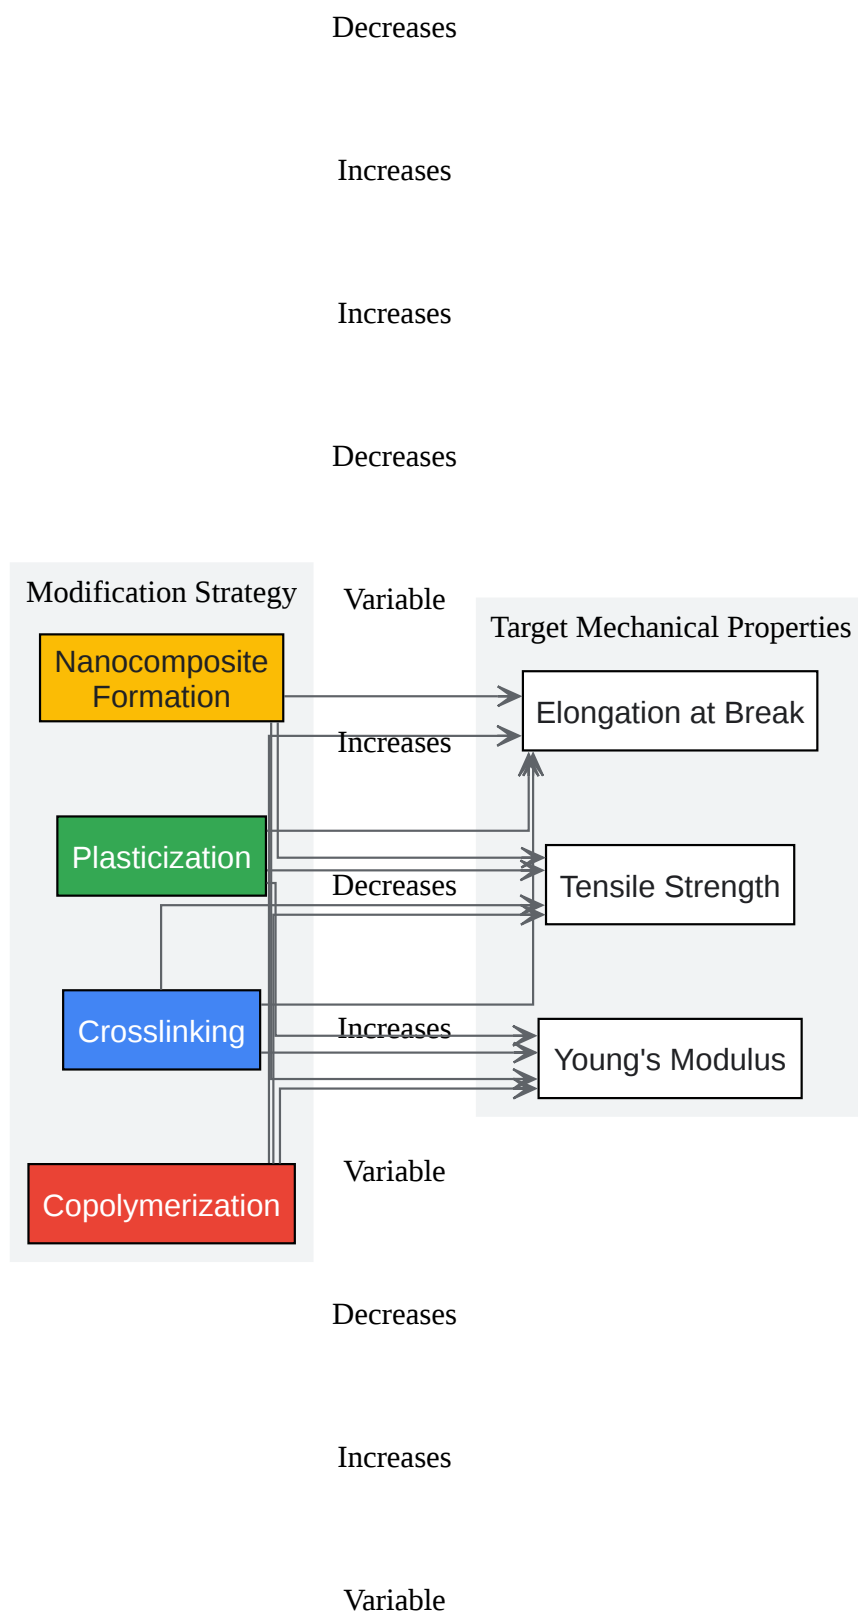 Decreases
Increases
Increases
Decreases
Variable
Modification Strategy
Target Mechanical Properties
Nanocomposite
Formation
Elongation at Break
Increases
Plasticization
Decreases
Tensile Strength
Crosslinking
Increases
Young's Modulus
Variable
Copolymerization
Decreases
Increases
Variable